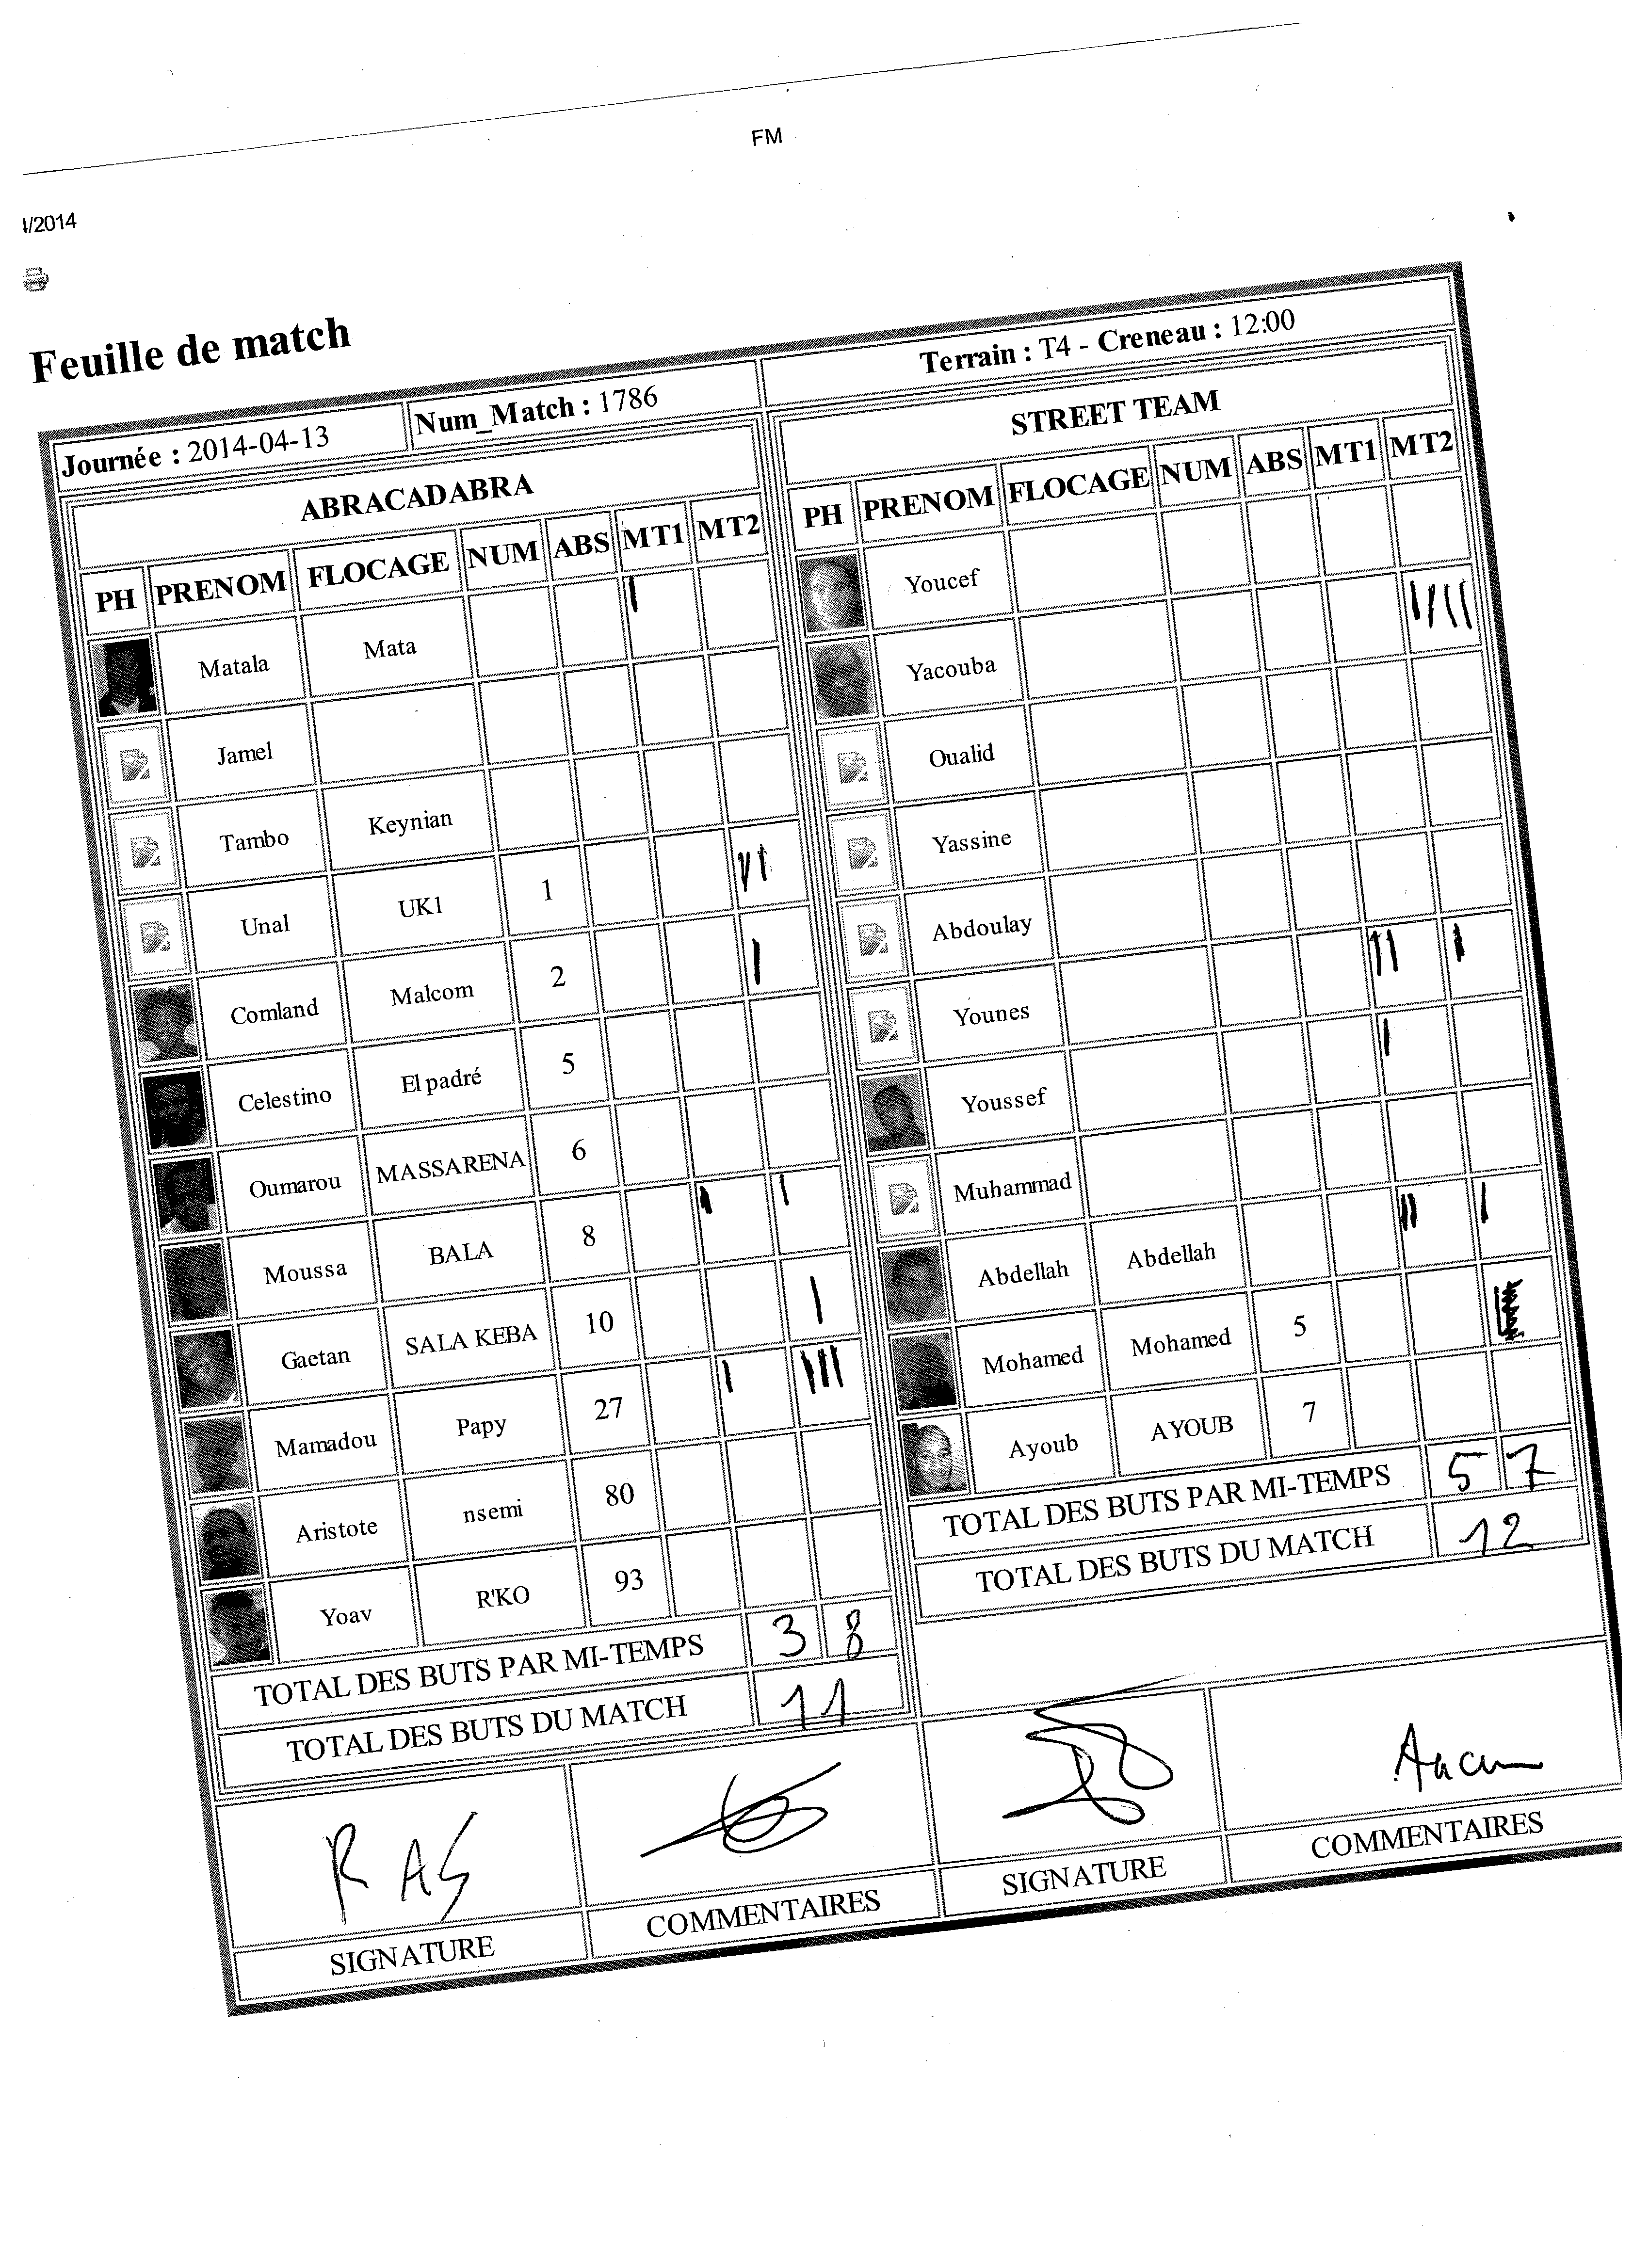 FM
/2014
Feuille de match
Journée : 2014-04-13 Num_Match : 1786 Terrain : T4 - Creneau : 12:00
ABRACADABRA
PH PRENOM FLOCAGE NUM ABS MT1 MT2
Matala Mata I
Jamel
Tambo Keynian
Unal UK1 1 II
Comland Malcom 2 I
Celestino El padré 5
Oumarou MASSARENA 6
Moussa BALA 8 I I
Gaetan SALA KEBA 10 I
Mamadou Papy 27 I III
Aristote nsemi 80
Yoav R'KO 93
TOTAL DES BUTS PAR MI-TEMPS 3 8
TOTAL DES BUTS DU MATCH 11
STREET TEAM
PH PRENOM FLOCAGE NUM ABS MT1 MT2
Youcef
Yacouba IIIII
Oualid
Yassine
Abdoulay
Younes II I
Youssef I
Muhammad
Abdellah Abdellah II I
Mohamed Mohamed 5
Ayoub AYOUB 7
TOTAL DES BUTS PAR MI-TEMPS 5 7
TOTAL DES BUTS DU MATCH 12
RAS
SIGNATURE COMMENTAIRES SIGNATURE COMMENTAIRES